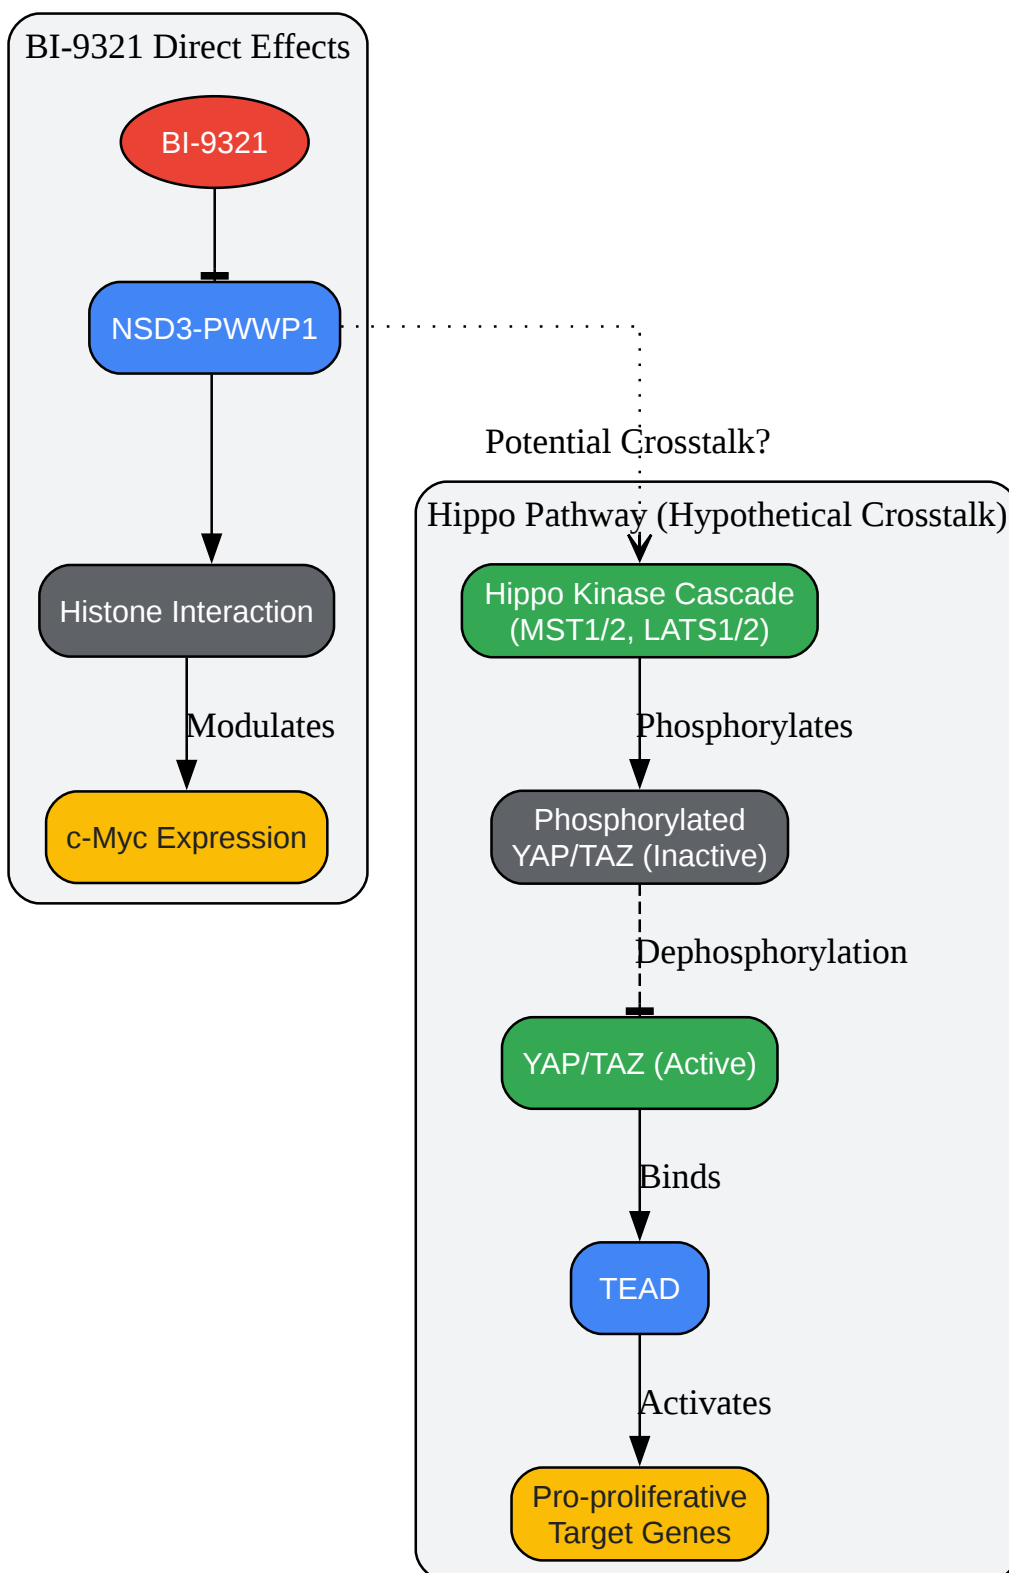 BI-9321 Direct Effects
BI-9321
NSD3-PWWP1
Histone Interaction
Modulates
c-Myc Expression
Potential Crosstalk?
Hippo Pathway (Hypothetical Crosstalk)
Hippo Kinase Cascade
(MST1/2, LATS1/2)
Phosphorylates
Phosphorylated
YAP/TAZ (Inactive)
Dephosphorylation
YAP/TAZ (Active)
Binds
TEAD
Activates
Pro-proliferative
Target Genes